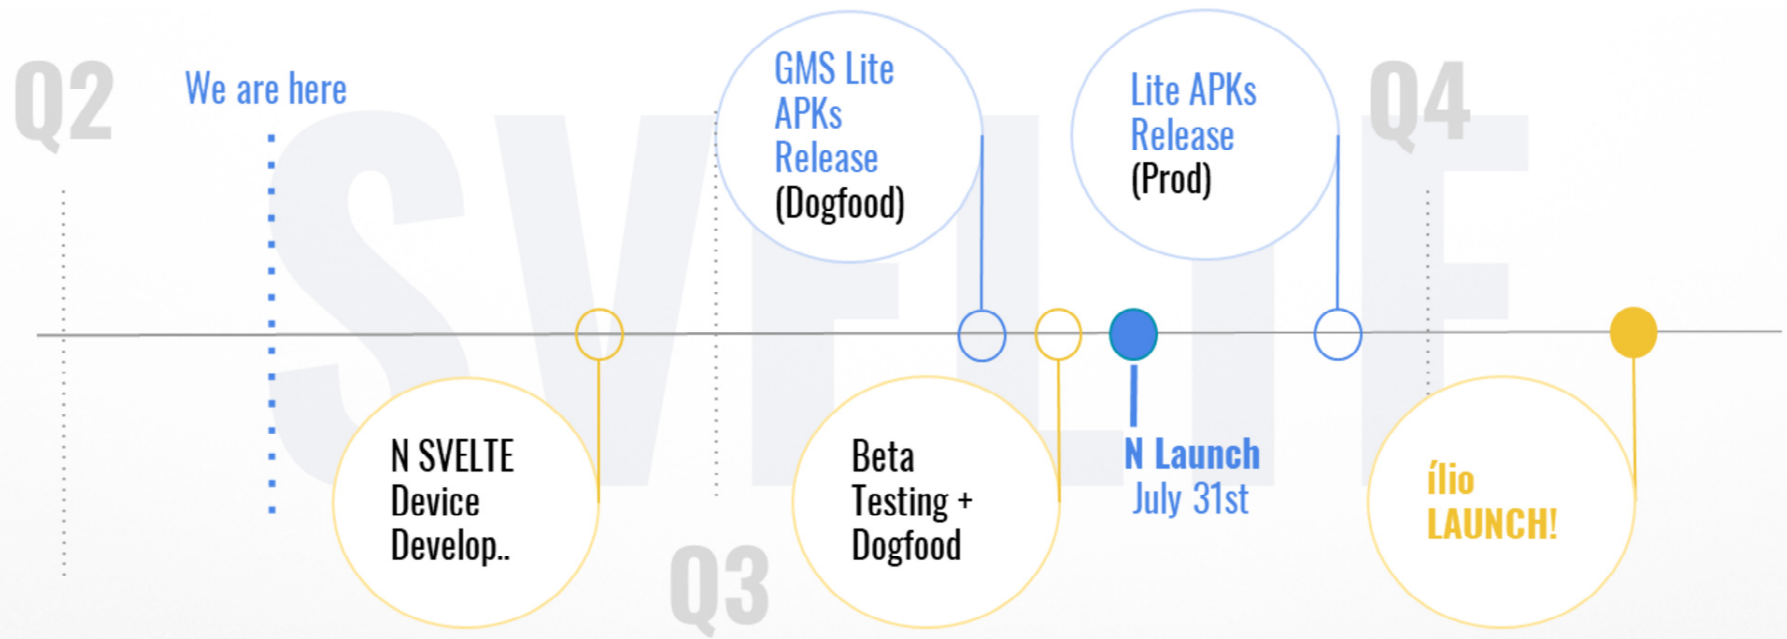 Q2
We are here
GMS Lite
APKs
Release
(Dogfood)
Lite APKs
Release
(Prod)
Q4
SVELTE
N SVELTE
Device
Develop..
Beta
Testing +
Dogfood
N Launch
July 31st
ílio
LAUNCH!
Q3